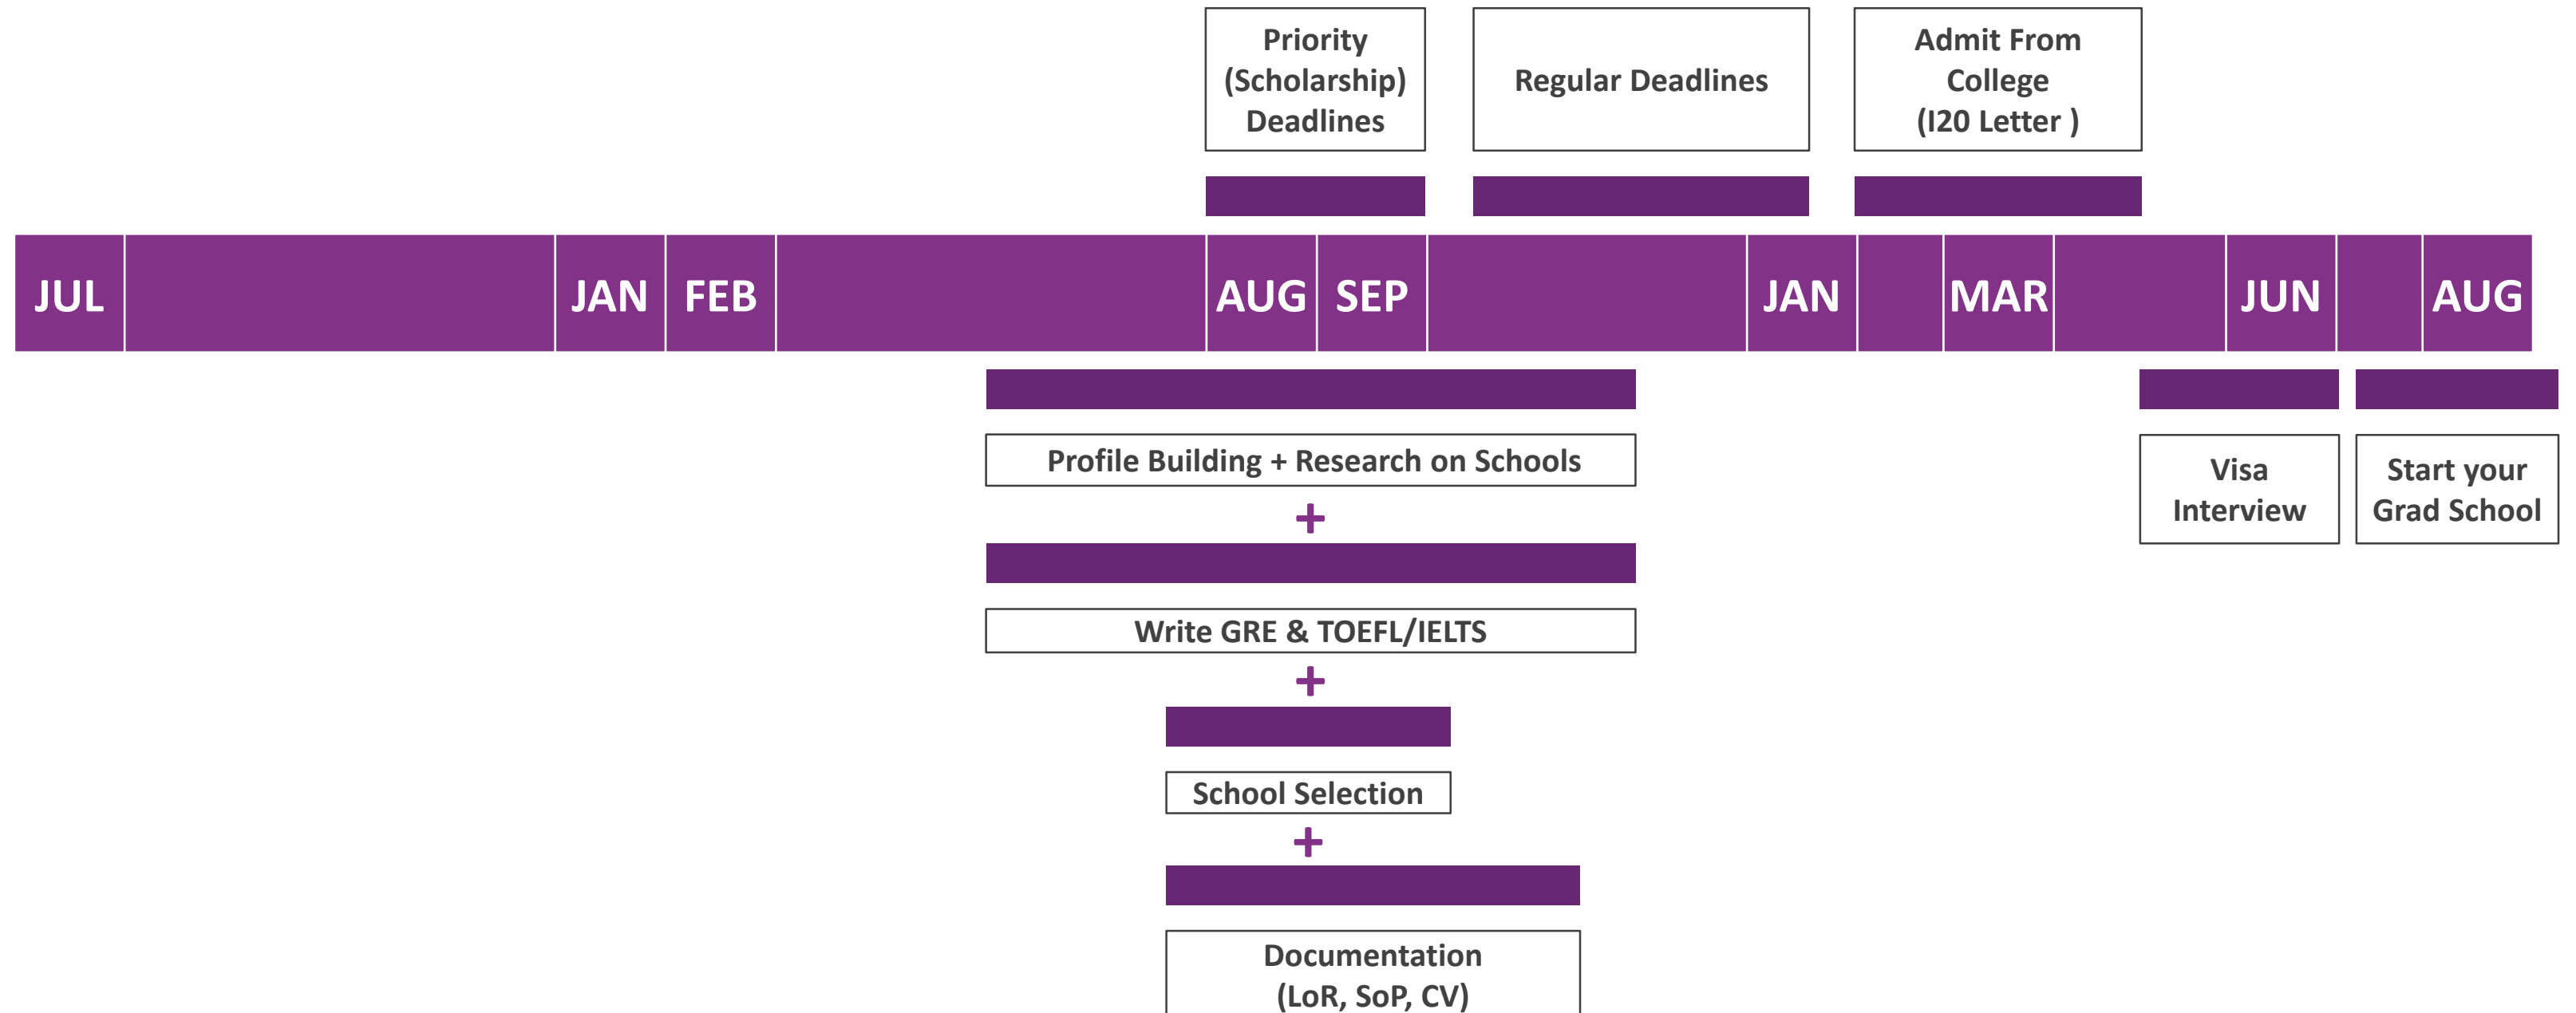 Priority
(Scholarship)
Deadlines
Regular Deadlines
Admit From
College
(I20 Letter )
JUL
JAN
FEB
AUG
SEP
JAN
MAR
JUN
AUG
Profile Building + Research on Schools
Visa
Interview
Start your
Grad School
+
Write GRE & TOEFL/IELTS
+
School Selection
+
Documentation
(LoR, SoP, CV)